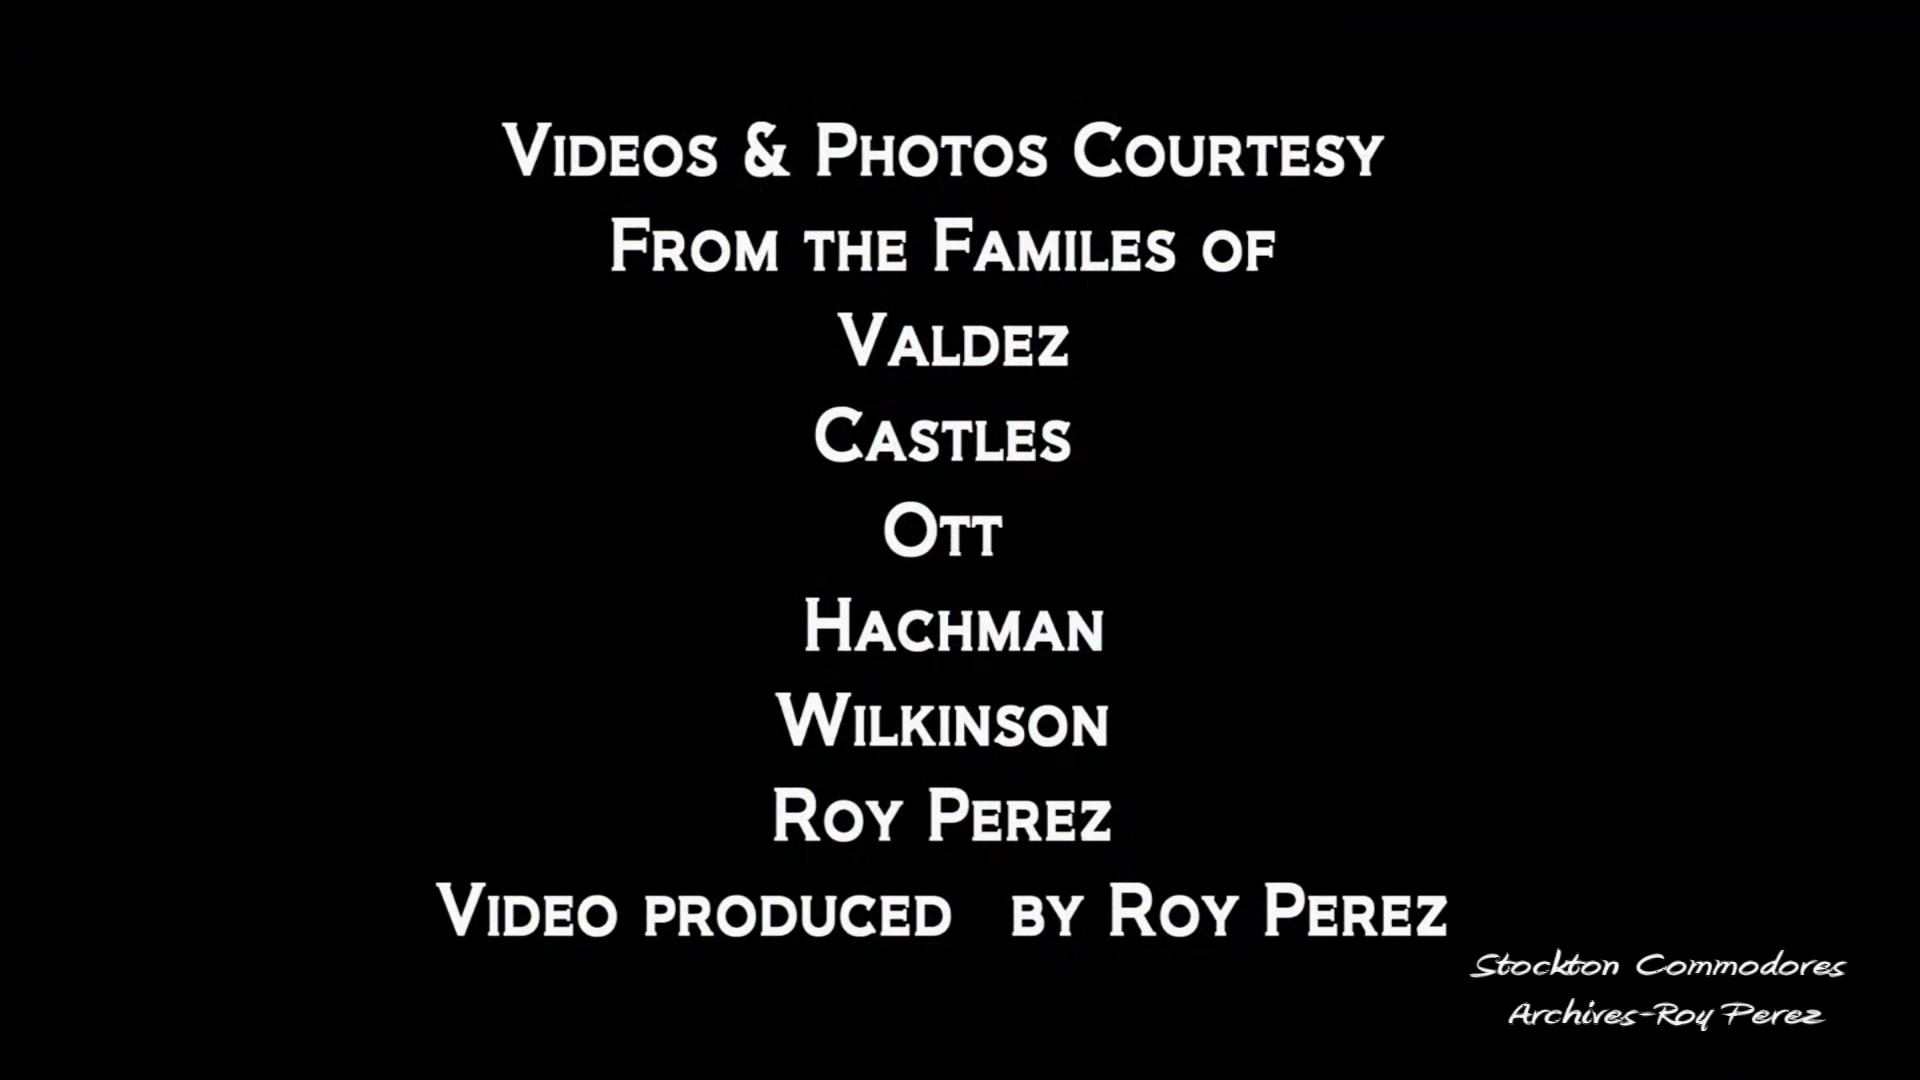 Videos & Photos Courtesy
From the Familes of
Valdez
Castles
Ott
Hachman
Wilkinson
Roy Perez
Video produced  by Roy Perez
Stockton Commodores
Archives-Roy Perez